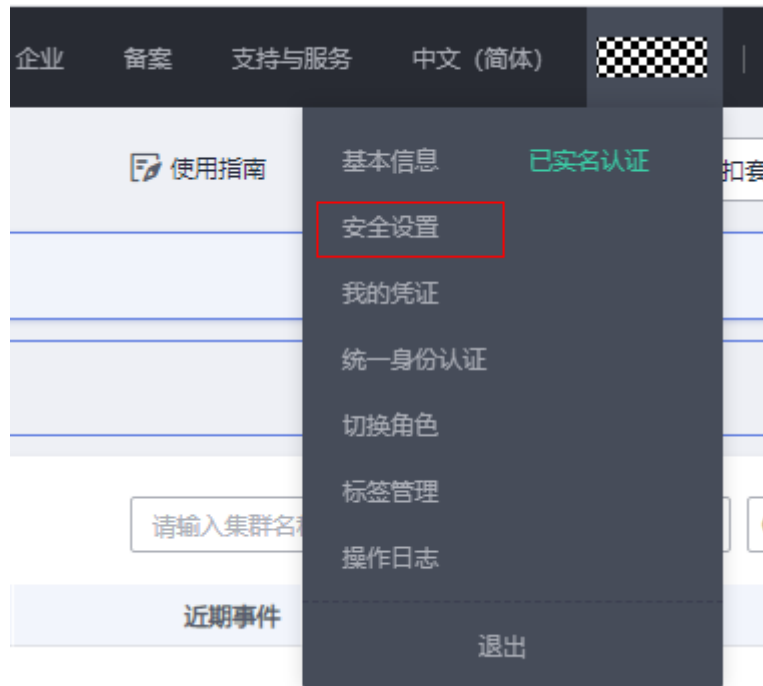 企业 备案 支持与服务 中文（简体）
使用指南
基本信息 已实名认证
扣套
安全设置
我的凭证
统一身份认证
切换角色
标签管理
请输入集群名称
操作日志
近期事件
退出